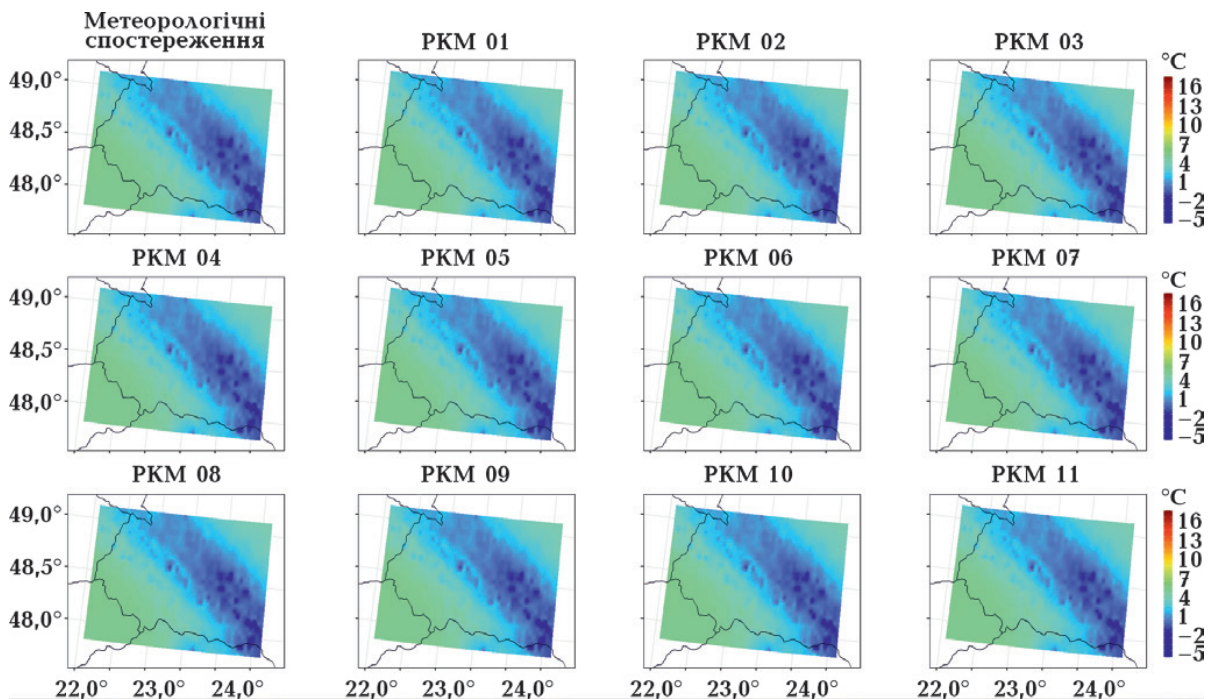 Метеорологічні
спостереження
РКМ 01
РКМ 02
РКМ 03
°C
49,0°
48,5°
48,0°
16
13
10
7
4
1
−2
−5
РКМ 04
РКМ 05
РКМ 06
РКМ 07
°C
49,0°
48,5°
48,0°
16
13
10
7
4
1
−2
−5
РКМ 08
РКМ 09
РКМ 10
РКМ 11
°C
49,0°
48,5°
48,0°
16
13
10
7
4
1
−2
−5
22,0° 23,0° 24,0°
22,0° 23,0° 24,0°
22,0° 23,0° 24,0°
22,0° 23,0° 24,0°